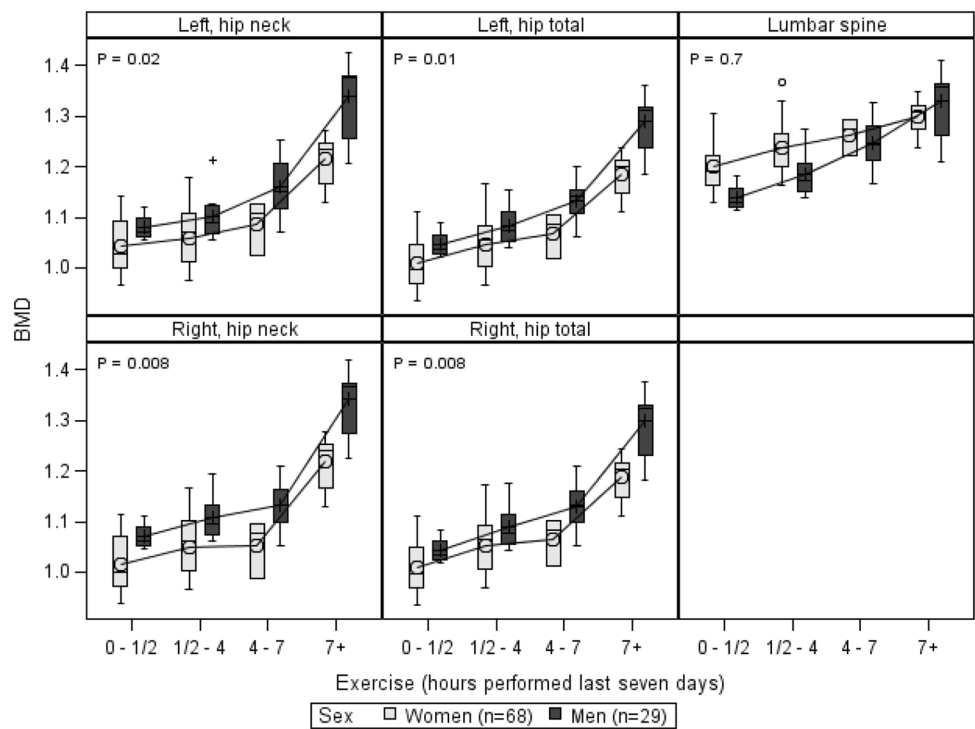 Left, hip neck
Left, hip total
Lumbar spine
P = 0.02
P = 0.01
P = 0.7
1.4
1.3
1.2
1.1
1.0
BMD
Right, hip neck
Right, hip total
P = 0.008
P = 0.008
1.4
1.3
1.2
1.1
1.0
0 - 1/2 1/2 - 4 4 - 7 7+
0 - 1/2 1/2 - 4 4 - 7 7+
0 - 1/2 1/2 - 4 4 - 7 7+
Exercise (hours performed last seven days)
Sex Women (n=68) Men (n=29)